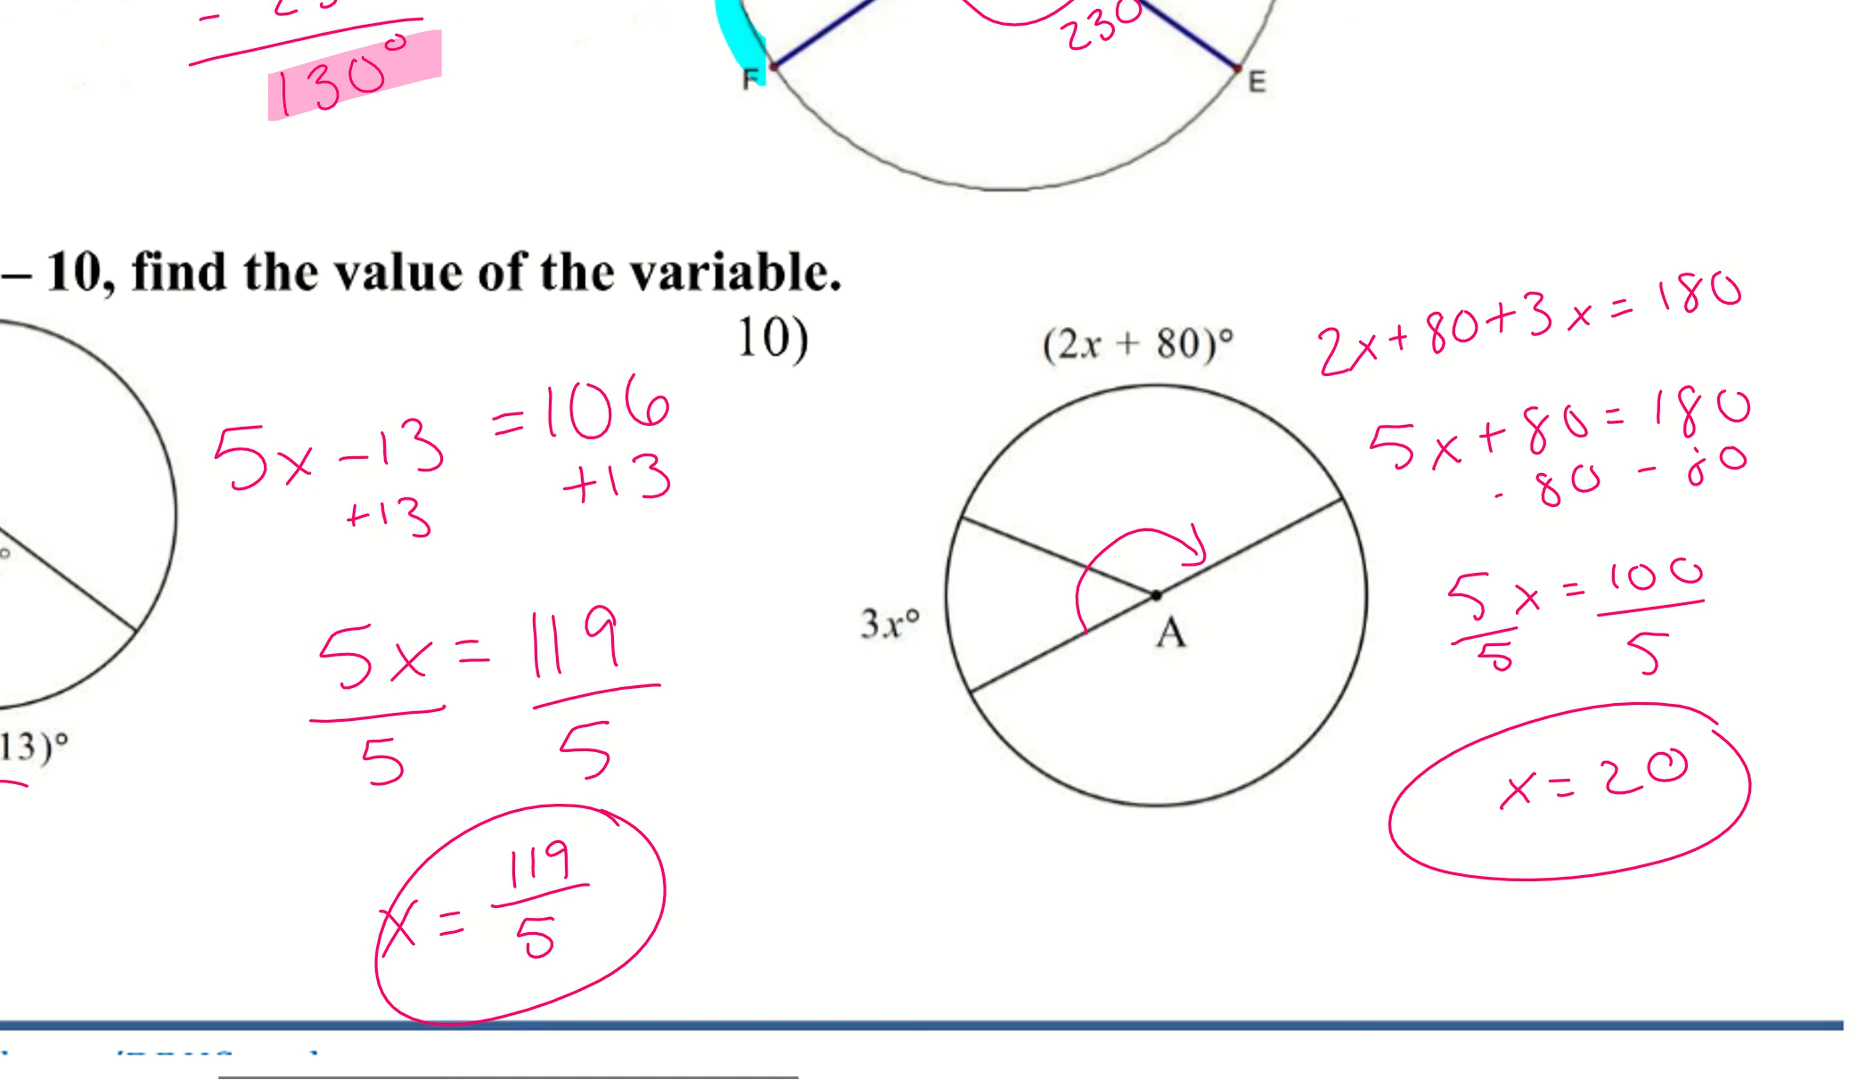 130°
230
F
E
– 10, find the value of the variable.
5x -13 = 106
+13 +13
5x = 119
5 5
x = 119
5
13)°
10)
(2x + 80)°
3x°
A
2x+80+3x = 180
5x+80 = 180
- 80 - 80
5x = 100
5 5
x = 20